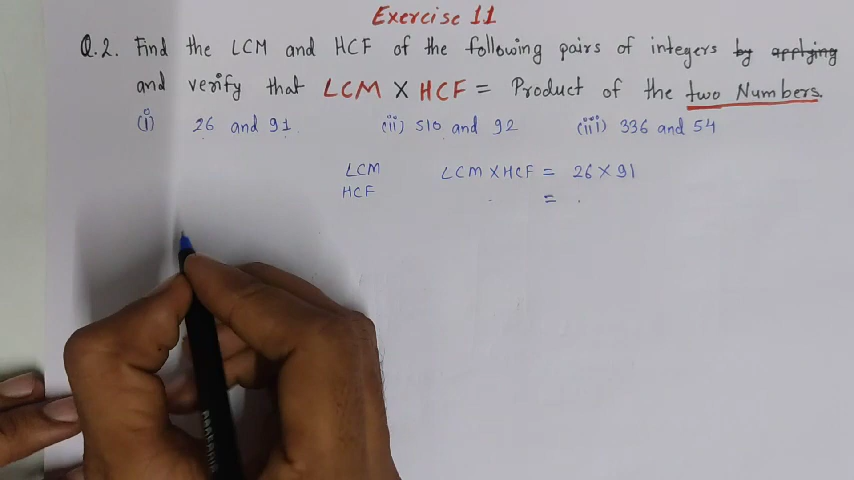 Exercise 11
Q.2. Find the LCM and HCF of the following pairs of integers by applying
and verify that LCM X HCF = Product of the two Numbers.
(i) 26 and 91 (ii) 510 and 92 (iii) 336 and 54
LCM LCM X HCF = 26 X 91
HCF =